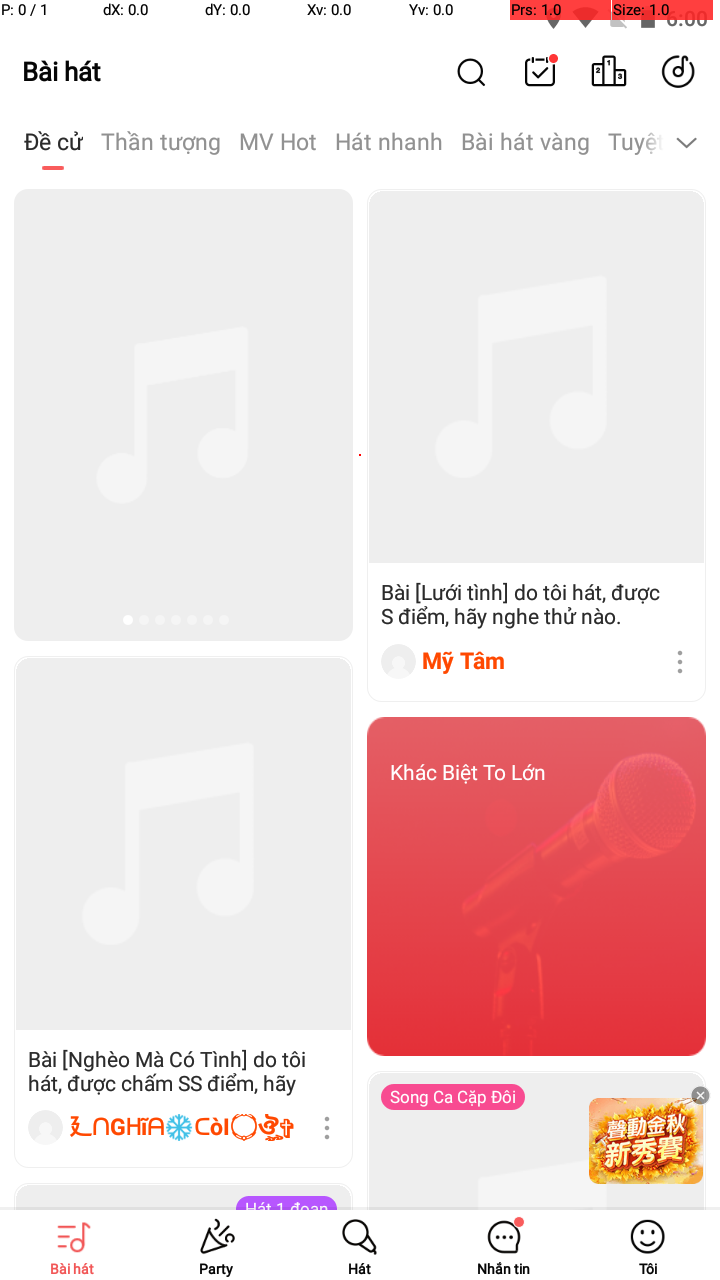 P: 0 / 1 dX: 0.0 dY: 0.0 Xv: 0.0 Yv: 0.0 Prs: 1.0 Size: 1.0
6:00
Bài hát
Đề cử Thần tượng MV Hot Hát nhanh Bài hát vàng Tuyệt
Bài [Lưới tình] do tôi hát, được
S điểm, hãy nghe thử nào.
Mỹ Tâm
Khác Biệt To Lớn
Bài [Nghèo Mà Có Tình] do tôi
hát, được chấm SS điểm, hãy
Song Ca Cặp Đôi
聲動金秋
新秀賽
Hát 1 đoạn
Bài hát Party Hát Nhắn tin Tôi